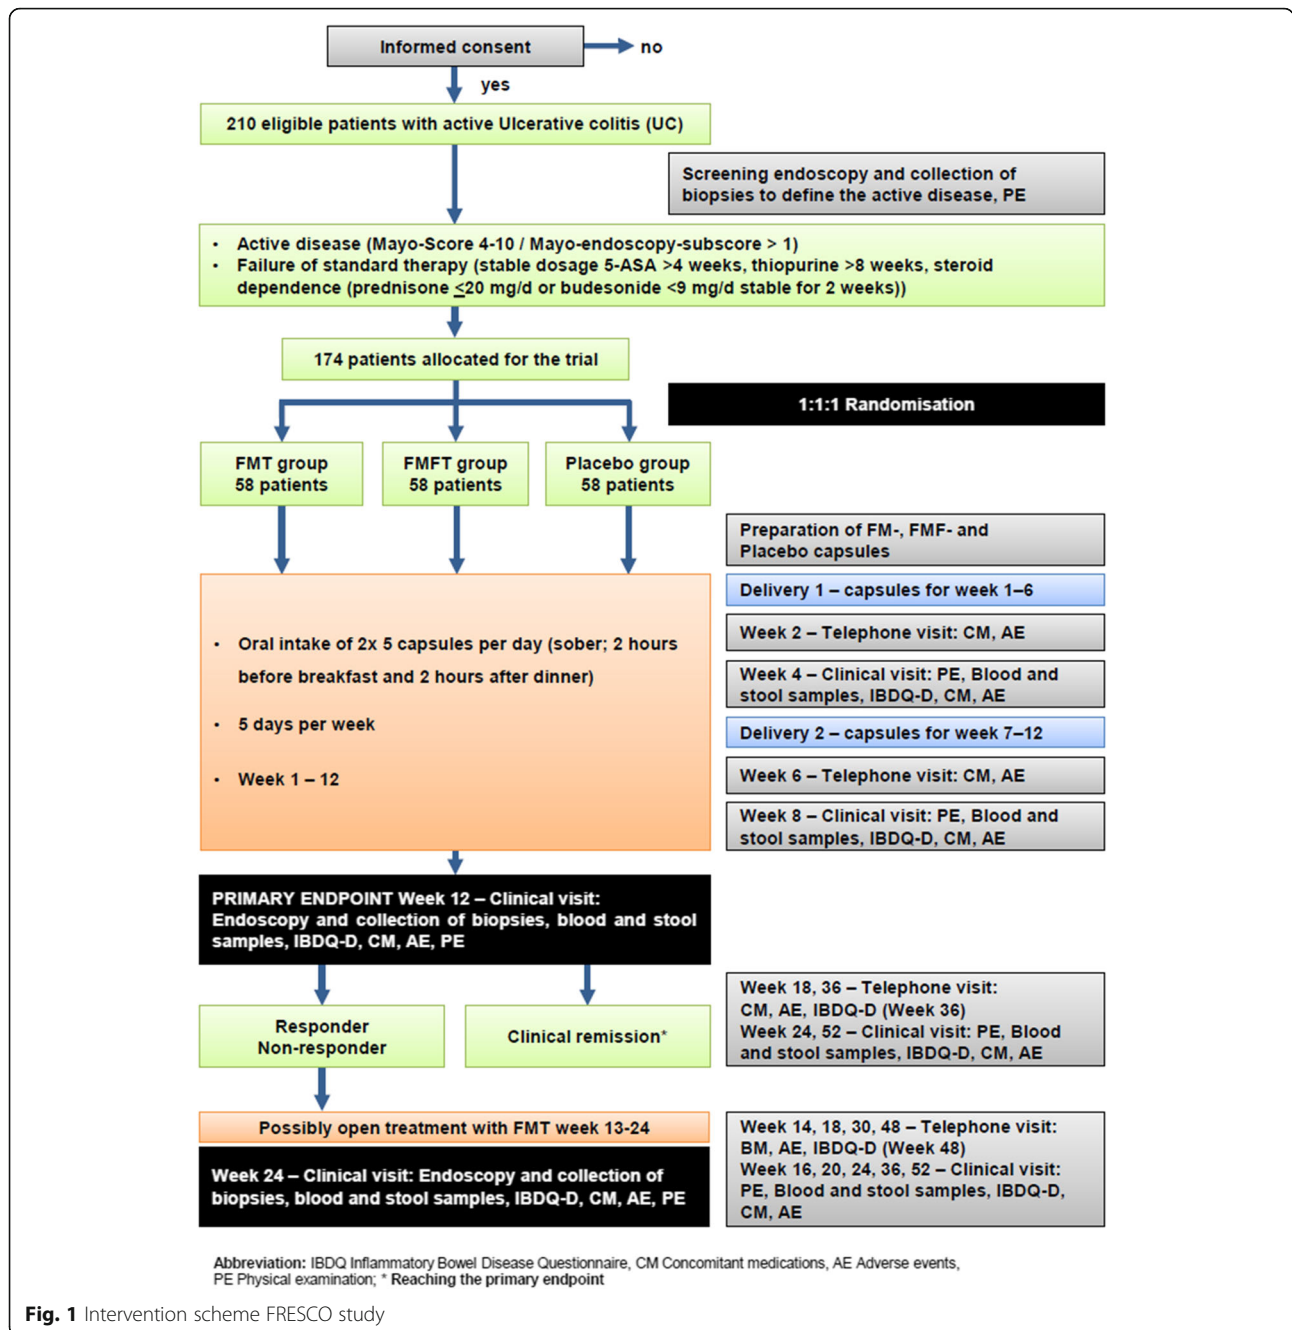 Informed consent
no
yes
210 eligible patients with active Ulcerative colitis (UC)
Screening endoscopy and collection of
biopsies to define the active disease, PE
• Active disease (Mayo-Score 4-10 / Mayo-endoscopy-subscore > 1)
• Failure of standard therapy (stable dosage 5-ASA >4 weeks, thiopurine >8 weeks, steroid
dependence (prednisone ≤20 mg/d or budesonide <9 mg/d stable for 2 weeks))
174 patients allocated for the trial
1:1:1 Randomisation
FMT group
58 patients
FMFT group
58 patients
Placebo group
58 patients
Preparation of FM-, FMF- and
Placebo capsules
Delivery 1 – capsules for week 1–6
Week 2 – Telephone visit: CM, AE
Week 4 – Clinical visit: PE, Blood and
stool samples, IBDQ-D, CM, AE
Delivery 2 – capsules for week 7–12
Week 6 – Telephone visit: CM, AE
Week 8 – Clinical visit: PE, Blood and
stool samples, IBDQ-D, CM, AE
• Oral intake of 2x 5 capsules per day (sober; 2 hours
before breakfast and 2 hours after dinner)
• 5 days per week
• Week 1 – 12
PRIMARY ENDPOINT Week 12 – Clinical visit:
Endoscopy and collection of biopsies, blood and stool
samples, IBDQ-D, CM, AE, PE
Responder
Non-responder
Clinical remission*
Week 18, 36 – Telephone visit:
CM, AE, IBDQ-D (Week 36)
Week 24, 52 – Clinical visit: PE, Blood
and stool samples, IBDQ-D, CM, AE
Possibly open treatment with FMT week 13-24
Week 24 – Clinical visit: Endoscopy and collection of
biopsies, blood and stool samples, IBDQ-D, CM, AE, PE
Week 14, 18, 30, 48 – Telephone visit:
BM, AE, IBDQ-D (Week 48)
Week 16, 20, 24, 36, 52 – Clinical visit:
PE, Blood and stool samples, IBDQ-D,
CM, AE
Abbreviation: IBDQ Inflammatory Bowel Disease Questionnaire, CM Concomitant medications, AE Adverse events,
PE Physical examination; * Reaching the primary endpoint
Fig. 1 Intervention scheme FRESCO study